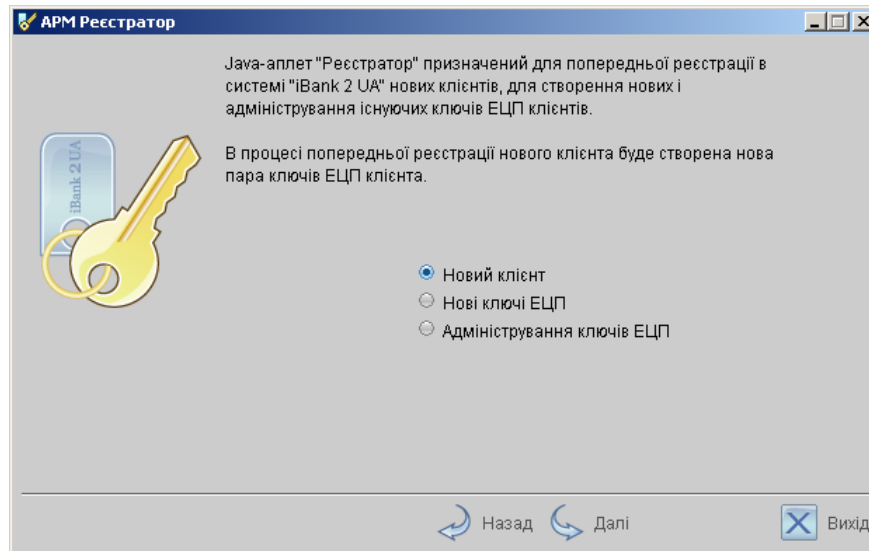 АРМ Реєстратор
Java-аплет "Реєстратор" призначений для попередньої реєстрації в
системі "iBank 2 UA" нових клієнтів, для створення нових і
адміністрування існуючих ключів ЕЦП клієнтів.
В процесі попередньої реєстрації нового клієнта буде створена нова
пара ключів ЕЦП клієнта.
iBank 2 UA
Новий клієнт
Нові ключі ЕЦП
Адміністрування ключів ЕЦП
Назад Далі Вихід